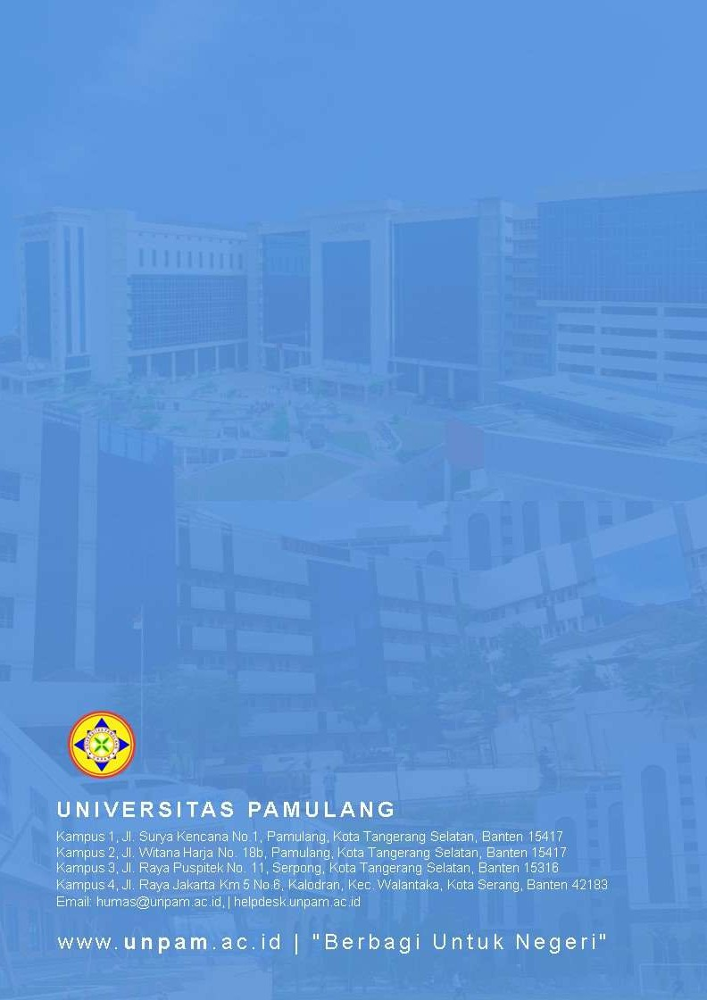 UNIVERSITAS PAMULANG
Kampus 1, Jl. Surya Kencana No.1, Pamulang, Kota Tangerang Selatan, Banten 15417
Kampus 2, Jl. Witana Harja No. 18b, Pamulang, Kota Tangerang Selatan, Banten 15417
Kampus 3, Jl. Raya Puspitek No. 11, Serpong, Kota Tangerang Selatan, Banten 15316
Kampus 4, Jl. Raya Jakarta Km 5 No.6, Kalodran, Kec. Walantaka, Kota Serang, Banten 42183
Email: humas@unpam.ac.id, | helpdesk.unpam.ac.id
www.unpam.ac.id | "Berbagi Untuk Negeri"